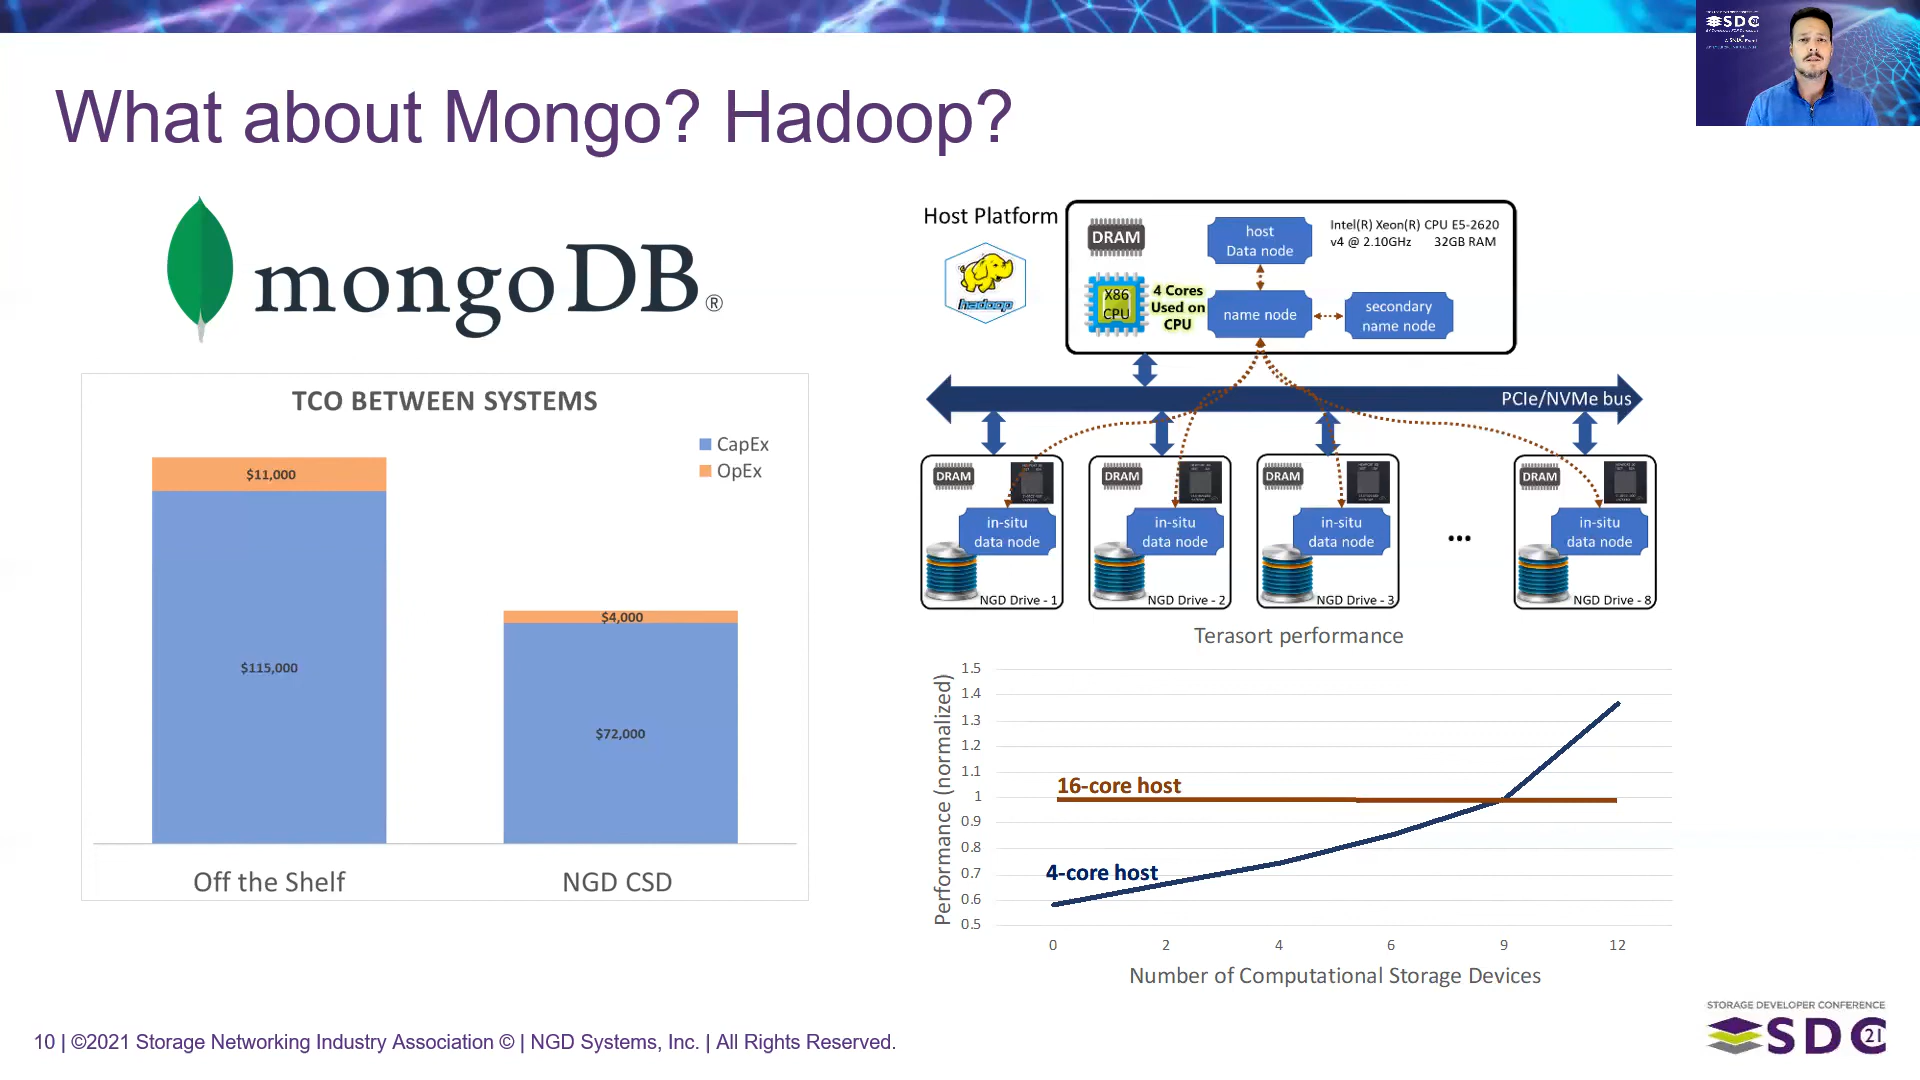 What about Mongo? Hadoop?
mongoDB®
TCO BETWEEN SYSTEMS
CapEx
OpEx
$11,000
$115,000
$4,000
$72,000
Off the Shelf
NGD CSD
Host Platform
hadoop
DRAM
X86
CPU
4 Cores
Used on
CPU
host
Data node
name node
secondary
name node
Intel(R) Xeon(R) CPU E5-2620
v4 @ 2.10GHz 32GB RAM
PCIe/NVMe bus
DRAM
in-situ
data node
NGD Drive - 1
DRAM
in-situ
data node
NGD Drive - 2
DRAM
in-situ
data node
NGD Drive - 3
...
DRAM
in-situ
data node
NGD Drive - 8
Terasort performance
Performance (normalized)
1.5
1.4
1.3
1.2
1.1
1
0.9
0.8
0.7
0.6
0.5
16-core host
4-core host
0 2 4 6 9 12
Number of Computational Storage Devices
10 | ©2021 Storage Networking Industry Association © | NGD Systems, Inc. | All Rights Reserved.
STORAGE DEVELOPER CONFERENCE
SDC 21
SDC